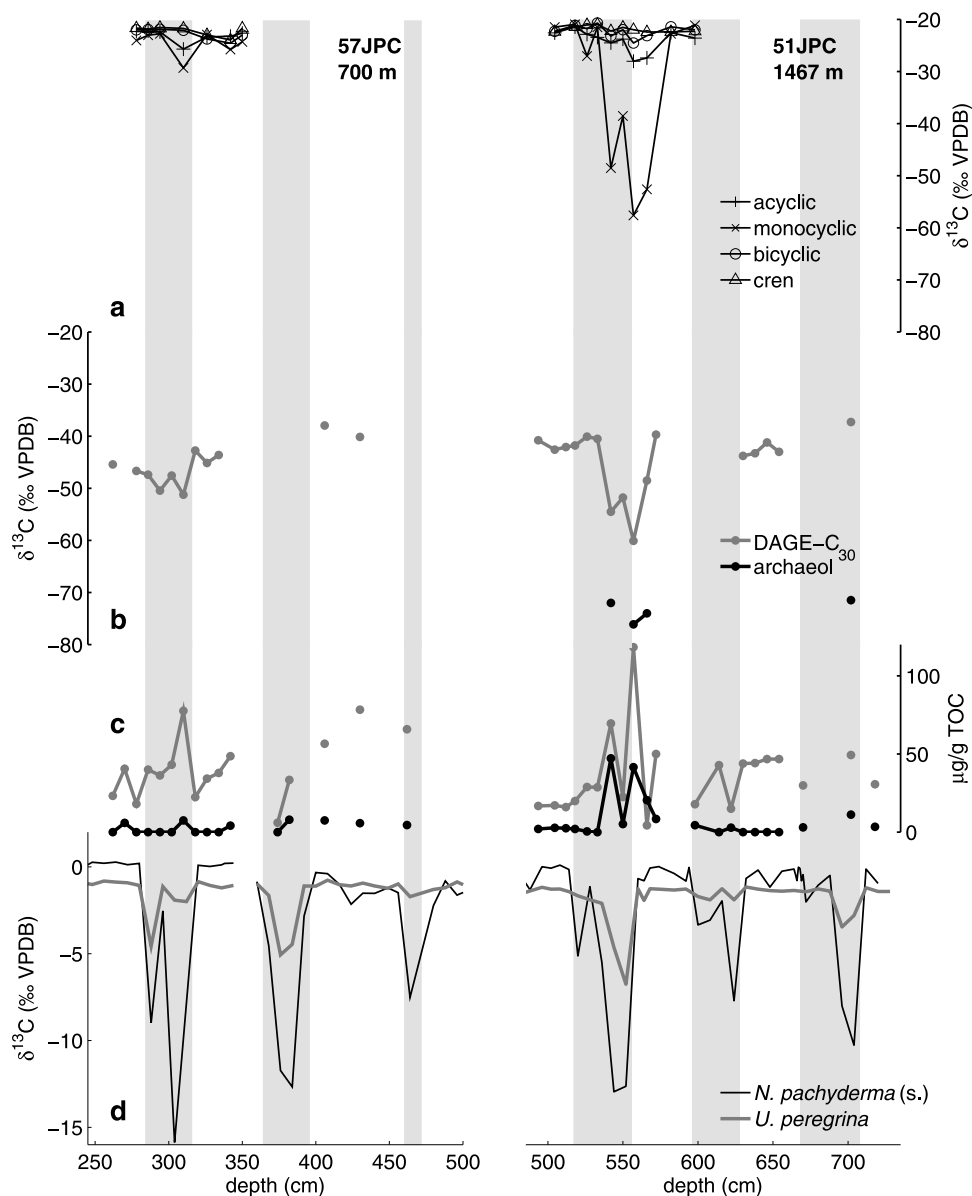 57JPC
700 m
51JPC
1467 m
−20
−30
−40
−50
−60
−70
−80
δ13C (‰ VPDB)
acyclic
monocyclic
bicyclic
cren
a
−20
−30
−40
−50
−60
−70
−80
δ13C (‰ VPDB)
DAGE−C30
archaeol
b
c
100
50
0
μg/g TOC
0
−5
−10
−15
δ13C (‰ VPDB)
N. pachyderma (s.)
U. peregrina
d
250 300 350 400 450 500
500 550 600 650 700
depth (cm)
depth (cm)